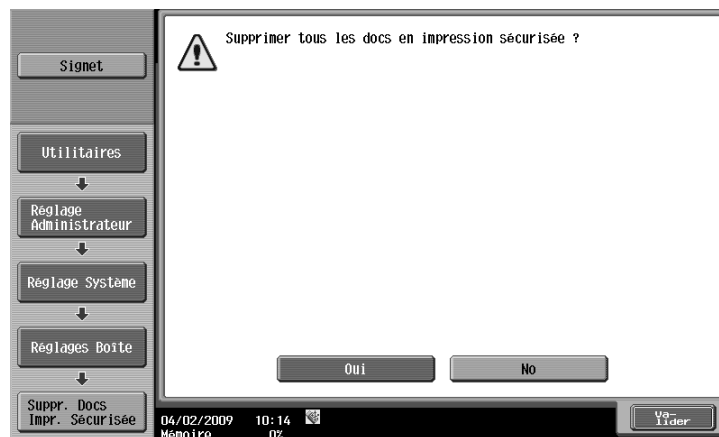 Supprimer tous les docs en impression sécurisée ?
Signet
Utilitaires
Réglage
Administrateur
Réglage Système
Réglages Boîte
Suppr. Docs
Impr. Sécurisée
Oui
No
04/02/2009 10:14
Mémoire 0%
Va-
lider